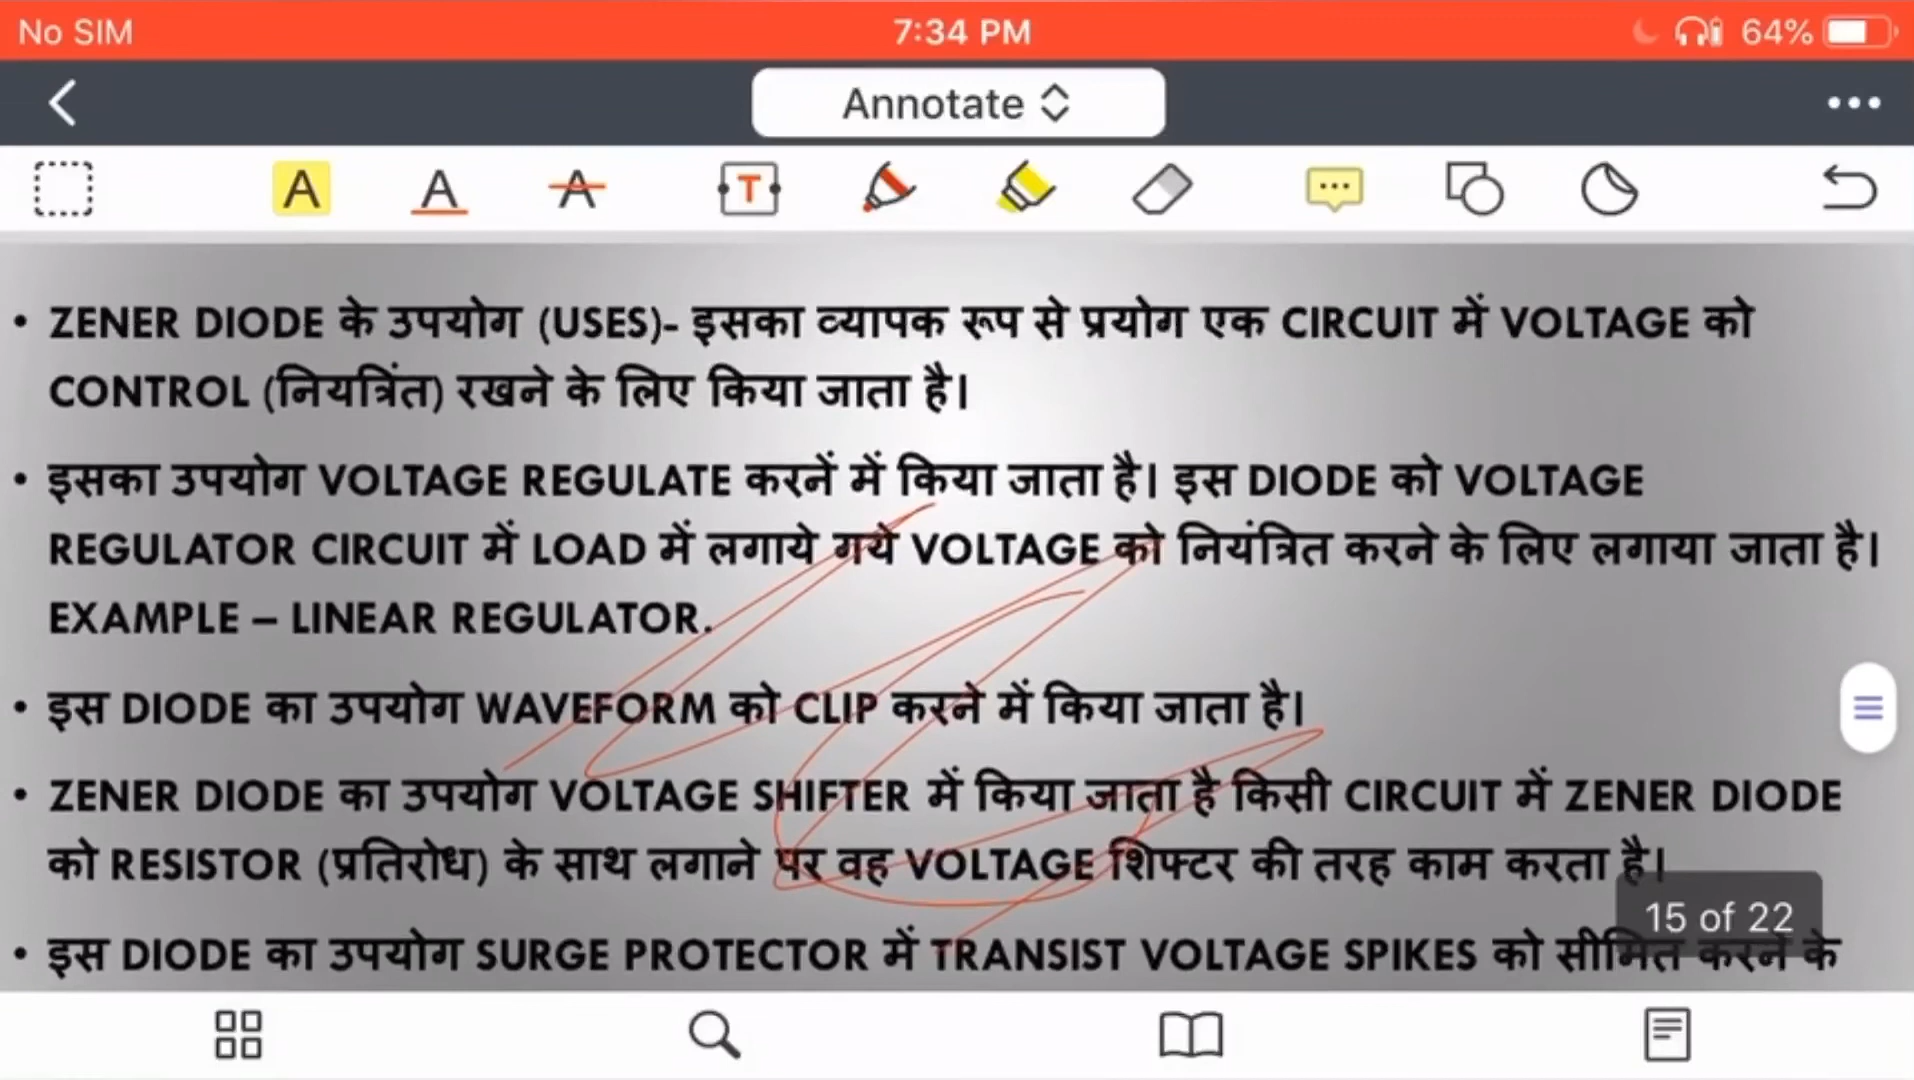 No SIM 7:34 PM 64%
Annotate
A A A T
• ZENER DIODE के उपयोग (USES)- इसका व्यापक रूप से प्रयोग एक CIRCUIT में VOLTAGE को
CONTROL (नियत्रिंत) रखने के लिए किया जाता है।
• इसका उपयोग VOLTAGE REGULATE करनें में किया जाता है। इस DIODE को VOLTAGE
REGULATOR CIRCUIT में LOAD में लगाये गये VOLTAGE को नियंत्रित करने के लिए लगाया जाता है।
EXAMPLE – LINEAR REGULATOR.
• इस DIODE का उपयोग WAVEFORM को CLIP करने में किया जाता है।
• ZENER DIODE का उपयोग VOLTAGE SHIFTER में किया जाता है किसी CIRCUIT में ZENER DIODE
को RESISTOR (प्रतिरोध) के साथ लगाने पर वह VOLTAGE शिफ्टर की तरह काम करता है।
15 of 22
• इस DIODE का उपयोग SURGE PROTECTOR में TRANSIST VOLTAGE SPIKES को सीमित करने के